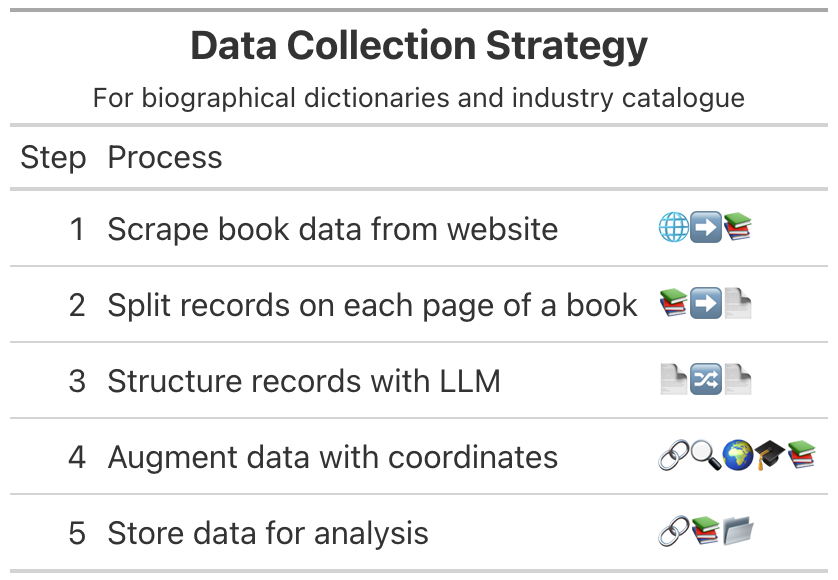 Data Collection Strategy
For biographical dictionaries and industry catalogue
Step Process
1 Scrape book data from website 🌐➡️📚
2 Split records on each page of a book 📚➡️📄
3 Structure records with LLM 📄🔀📄
4 Augment data with coordinates 🔗🔍🌍🎓📚
5 Store data for analysis 🔗📚📂